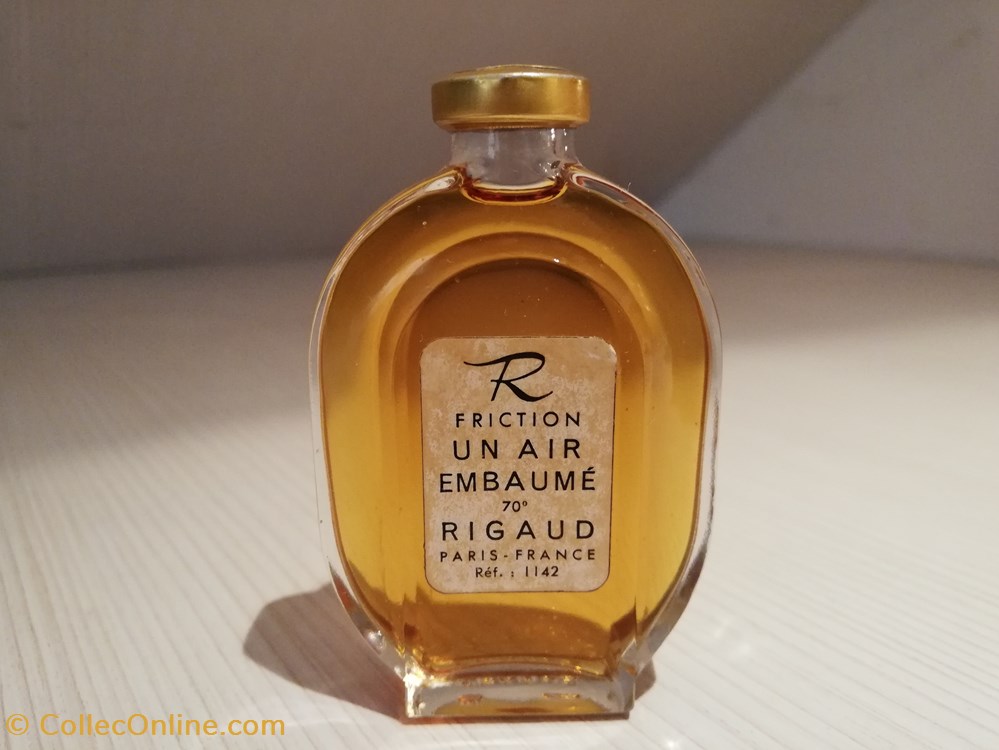 R
FRICTION
UN AIR
EMBAUMÉ
70°
RIGAUD
PARIS-FRANCE
Réf. : 1142
© CollecOnline.com